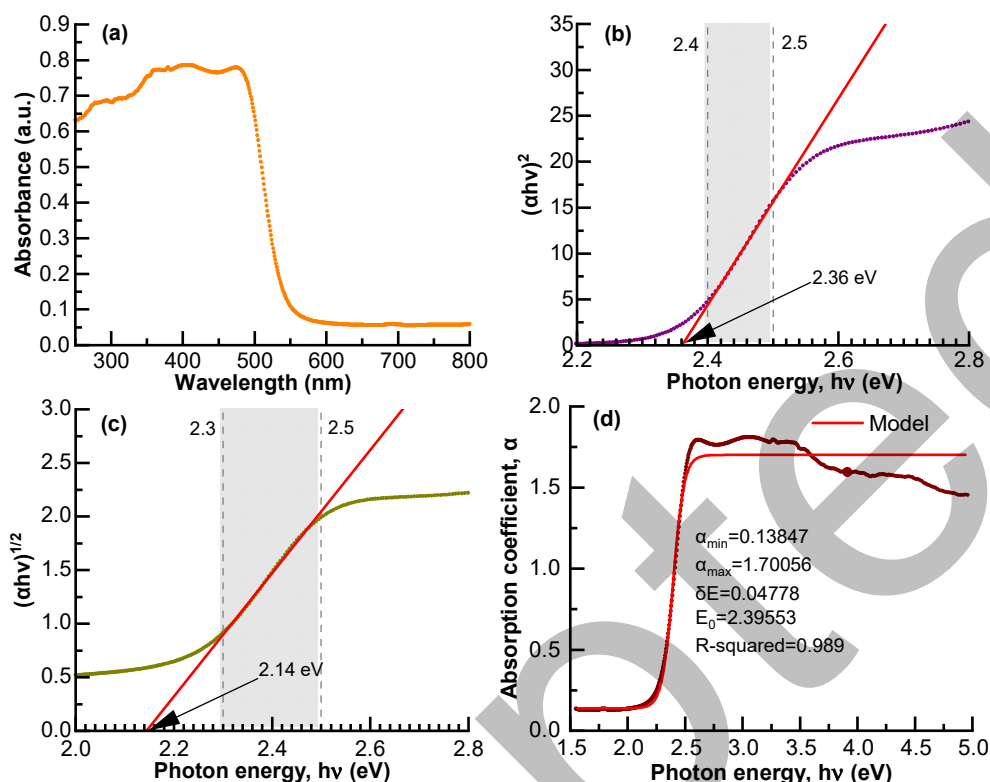 (a)
Absorbance (a.u.)
0.9
0.8
0.7
0.6
0.5
0.4
0.3
0.2
0.1
0.0
300 400 500 600 700 800
Wavelength (nm)
(b)
2.4
2.5
(αhν)²
35
30
25
20
15
10
5
0
2.36 eV
2.2 2.4 2.6 2.8
Photon energy, hν (eV)
(c)
2.3
2.5
(αhν)^1/2
3.0
2.5
2.0
1.5
1.0
0.5
0.0
2.14 eV
2.0 2.2 2.4 2.6 2.8
Photon energy, hν (eV)
(d)
Model
Absorption coefficient, α
2.0
1.5
1.0
0.5
0.0
α_min=0.13847
α_max=1.70056
δE=0.04778
E₀=2.39553
R-squared=0.989
1.5 2.0 2.5 3.0 3.5 4.0 4.5 5.0
Photon energy, hν (eV)